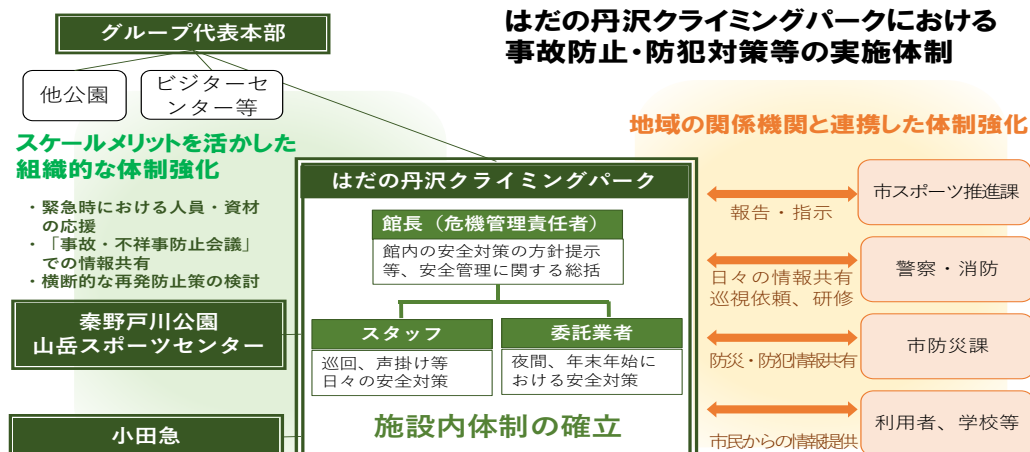 はだの丹沢クライミングパークにおける
事故防止・防犯対策等の実施体制
グループ代表本部
他公園
ビジターセ
ンター等
スケールメリットを活かした
組織的な体制強化
・緊急時における人員・資材
の応援
・「事故・不祥事防止会議」
での情報共有
・横断的な再発防止策の検討
秦野戸川公園
山岳スポーツセンター
小田急
はだの丹沢クライミングパーク
館長（危機管理責任者）
館内の安全対策の方針提示
等、安全管理に関する総括
スタッフ
巡回、声掛け等
日々の安全対策
委託業者
夜間、年末年始に
おける安全対策
施設内体制の確立
地域の関係機関と連携した体制強化
報告・指示
市スポーツ推進課
日々の情報共有
巡視依頼、研修
警察・消防
防災・防犯情報共有
市防災課
市民からの情報提供
利用者、学校等